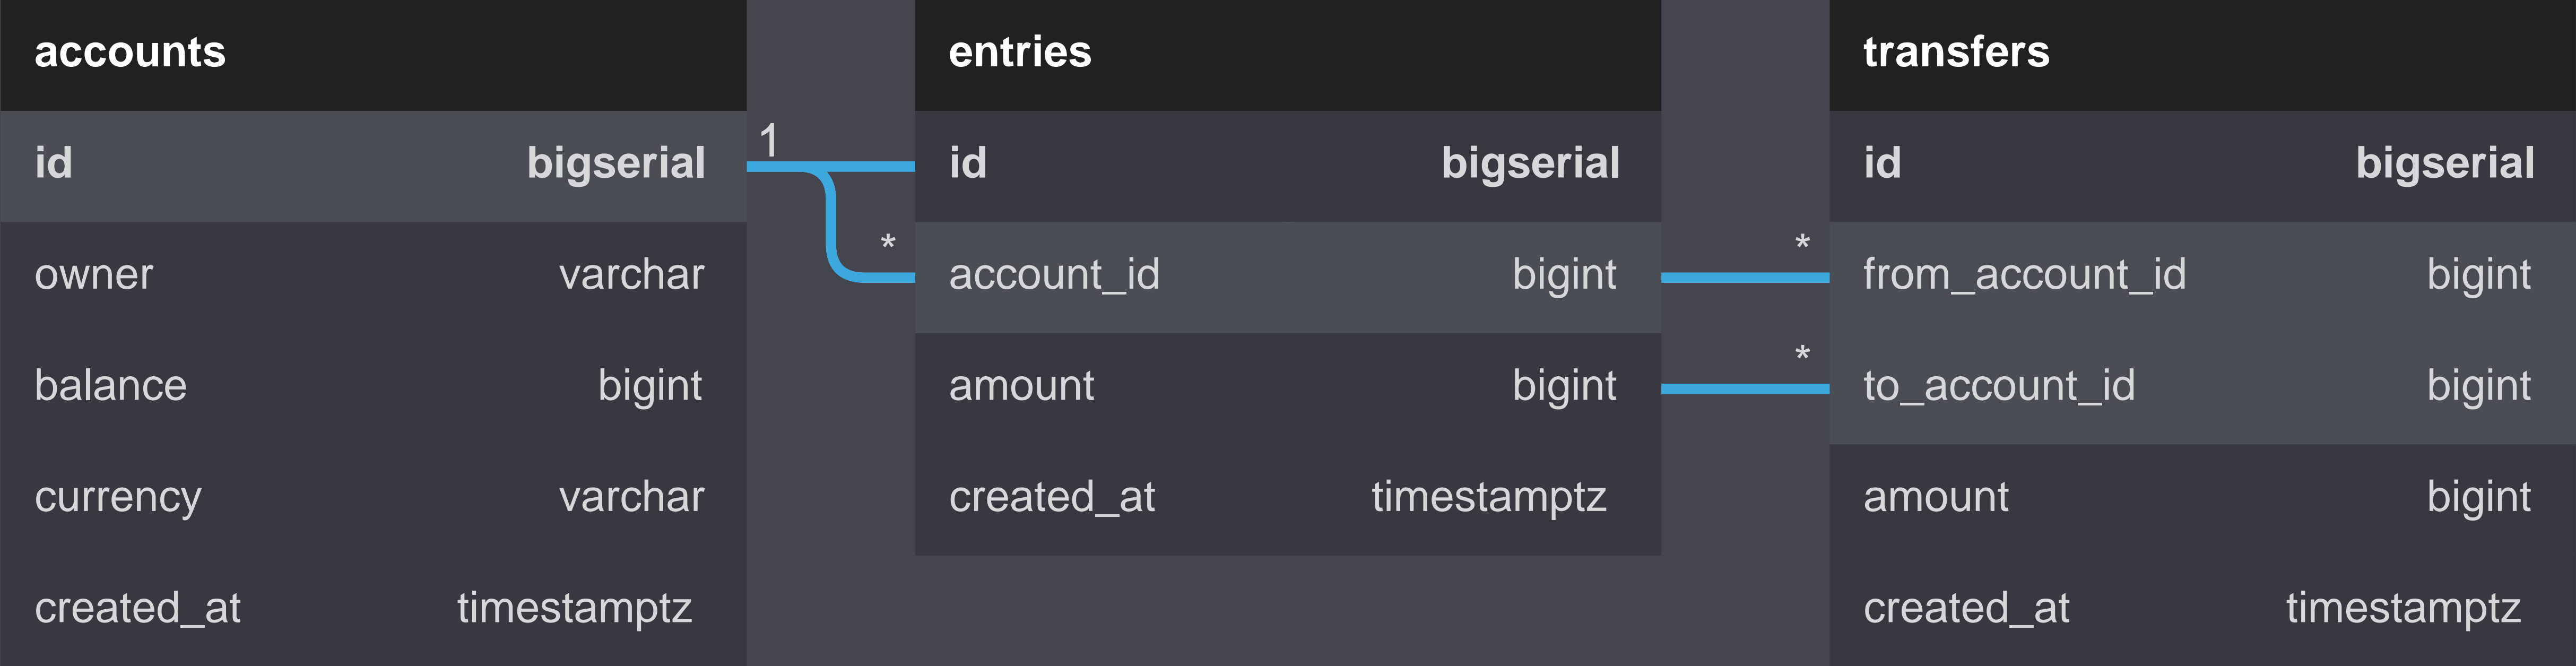 accounts
id bigserial
owner varchar
balance bigint
currency varchar
created_at timestamptz
1
*
entries
id bigserial
account_id bigint
amount bigint
created_at timestamptz
*
*
transfers
id bigserial
from_account_id bigint
to_account_id bigint
amount bigint
created_at timestamptz